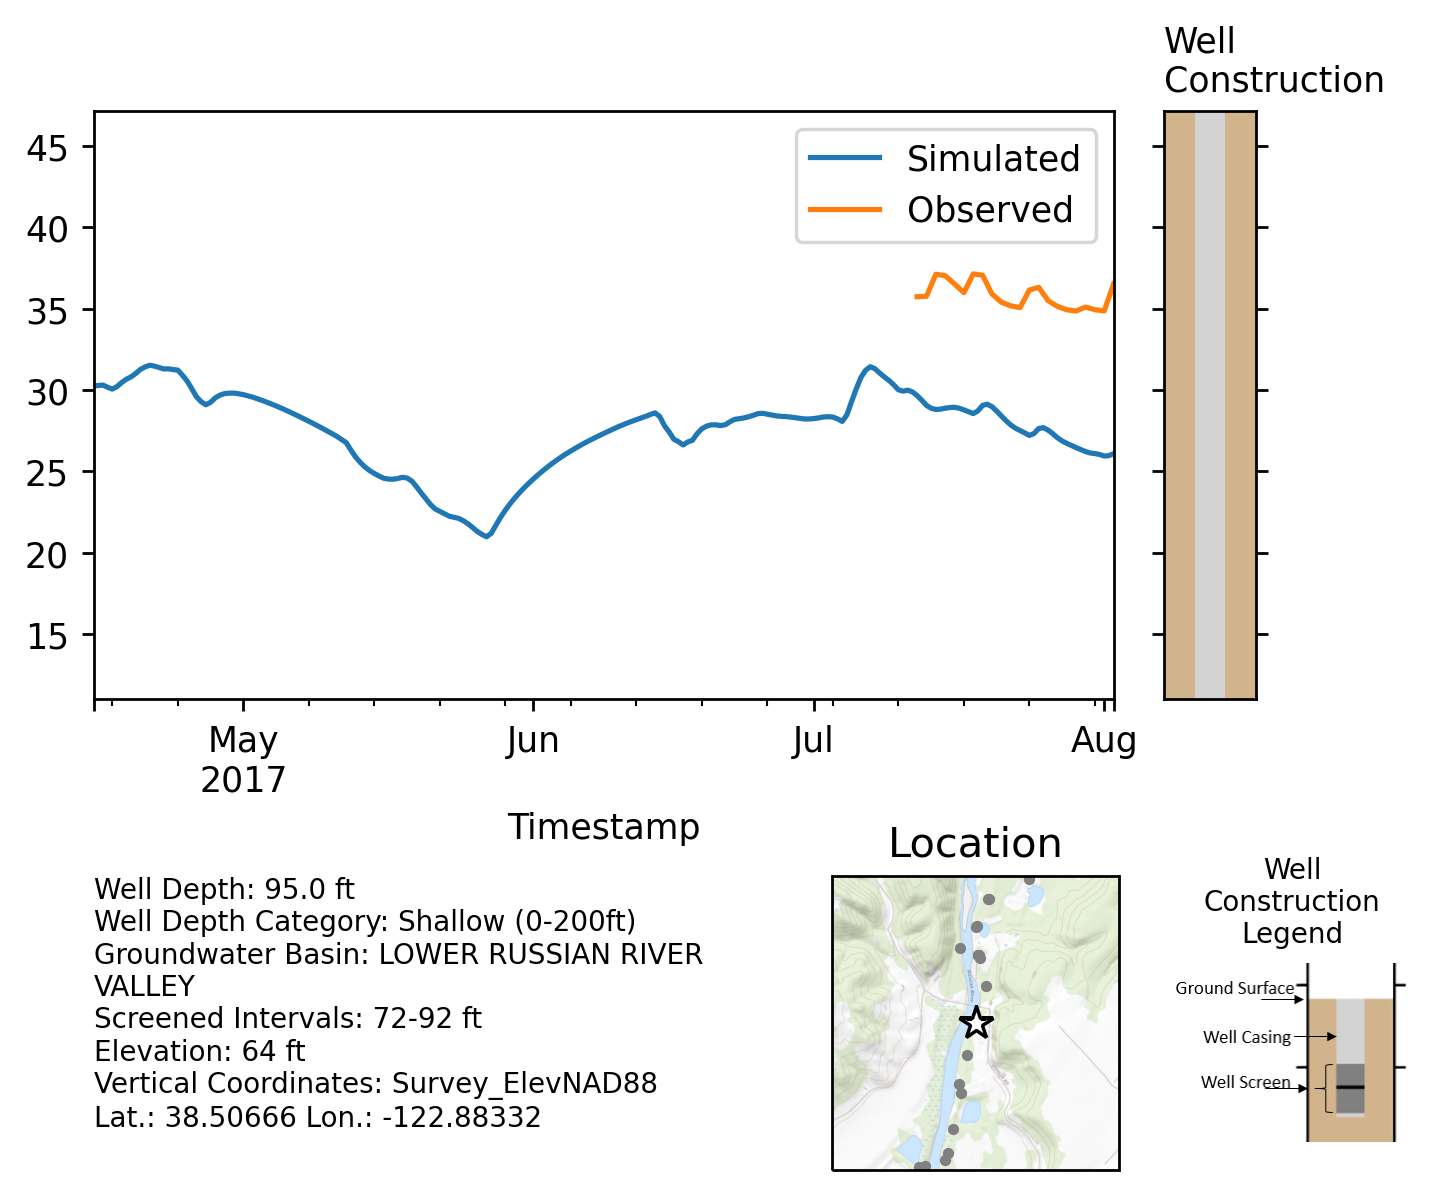 Well
Construction
45
40
35
30
25
20
15
Simulated
Observed
May
2017
Jun
Jul
Aug
Timestamp
Well Depth: 95.0 ft
Well Depth Category: Shallow (0-200ft)
Groundwater Basin: LOWER RUSSIAN RIVER
VALLEY
Screened Intervals: 72-92 ft
Elevation: 64 ft
Vertical Coordinates: Survey_ElevNAD88
Lat.: 38.50666 Lon.: -122.88332
Location
Well
Construction
Legend
Ground Surface
Well Casing
Well Screen